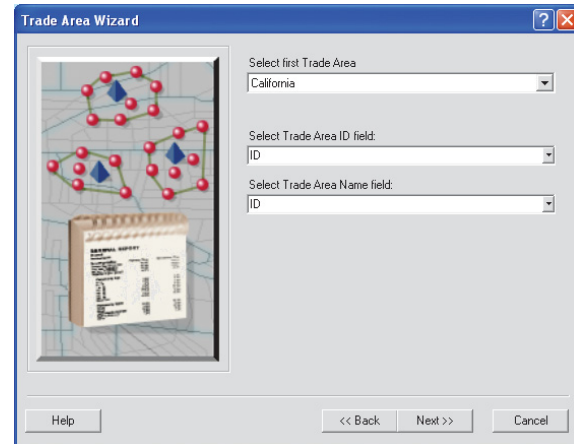 Trade Area Wizard
Select first Trade Area
California
Select Trade Area ID field:
ID
Select Trade Area Name field:
ID
Help
<< Back
Next >>
Cancel